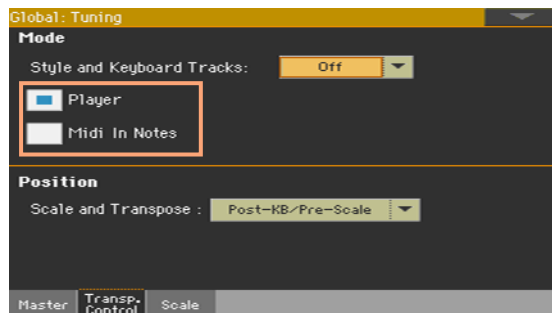 Global: Tuning
Mode
Style and Keyboard Tracks: Off
Player
Midi In Notes
Position
Scale and Transpose : Post-KB/Pre-Scale
Master Transp. Control Scale